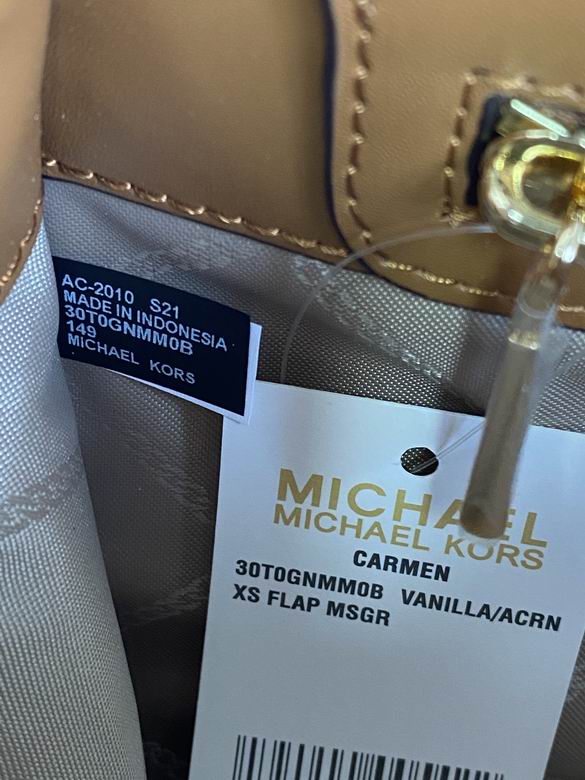 AC-2010 S21
MADE IN INDONESIA
30T0GNMM0B
149
MICHAEL KORS
MICHAEL
MICHAEL KORS
CARMEN
30T0GNMM0B VANILLA/ACRN
XS FLAP MSGR